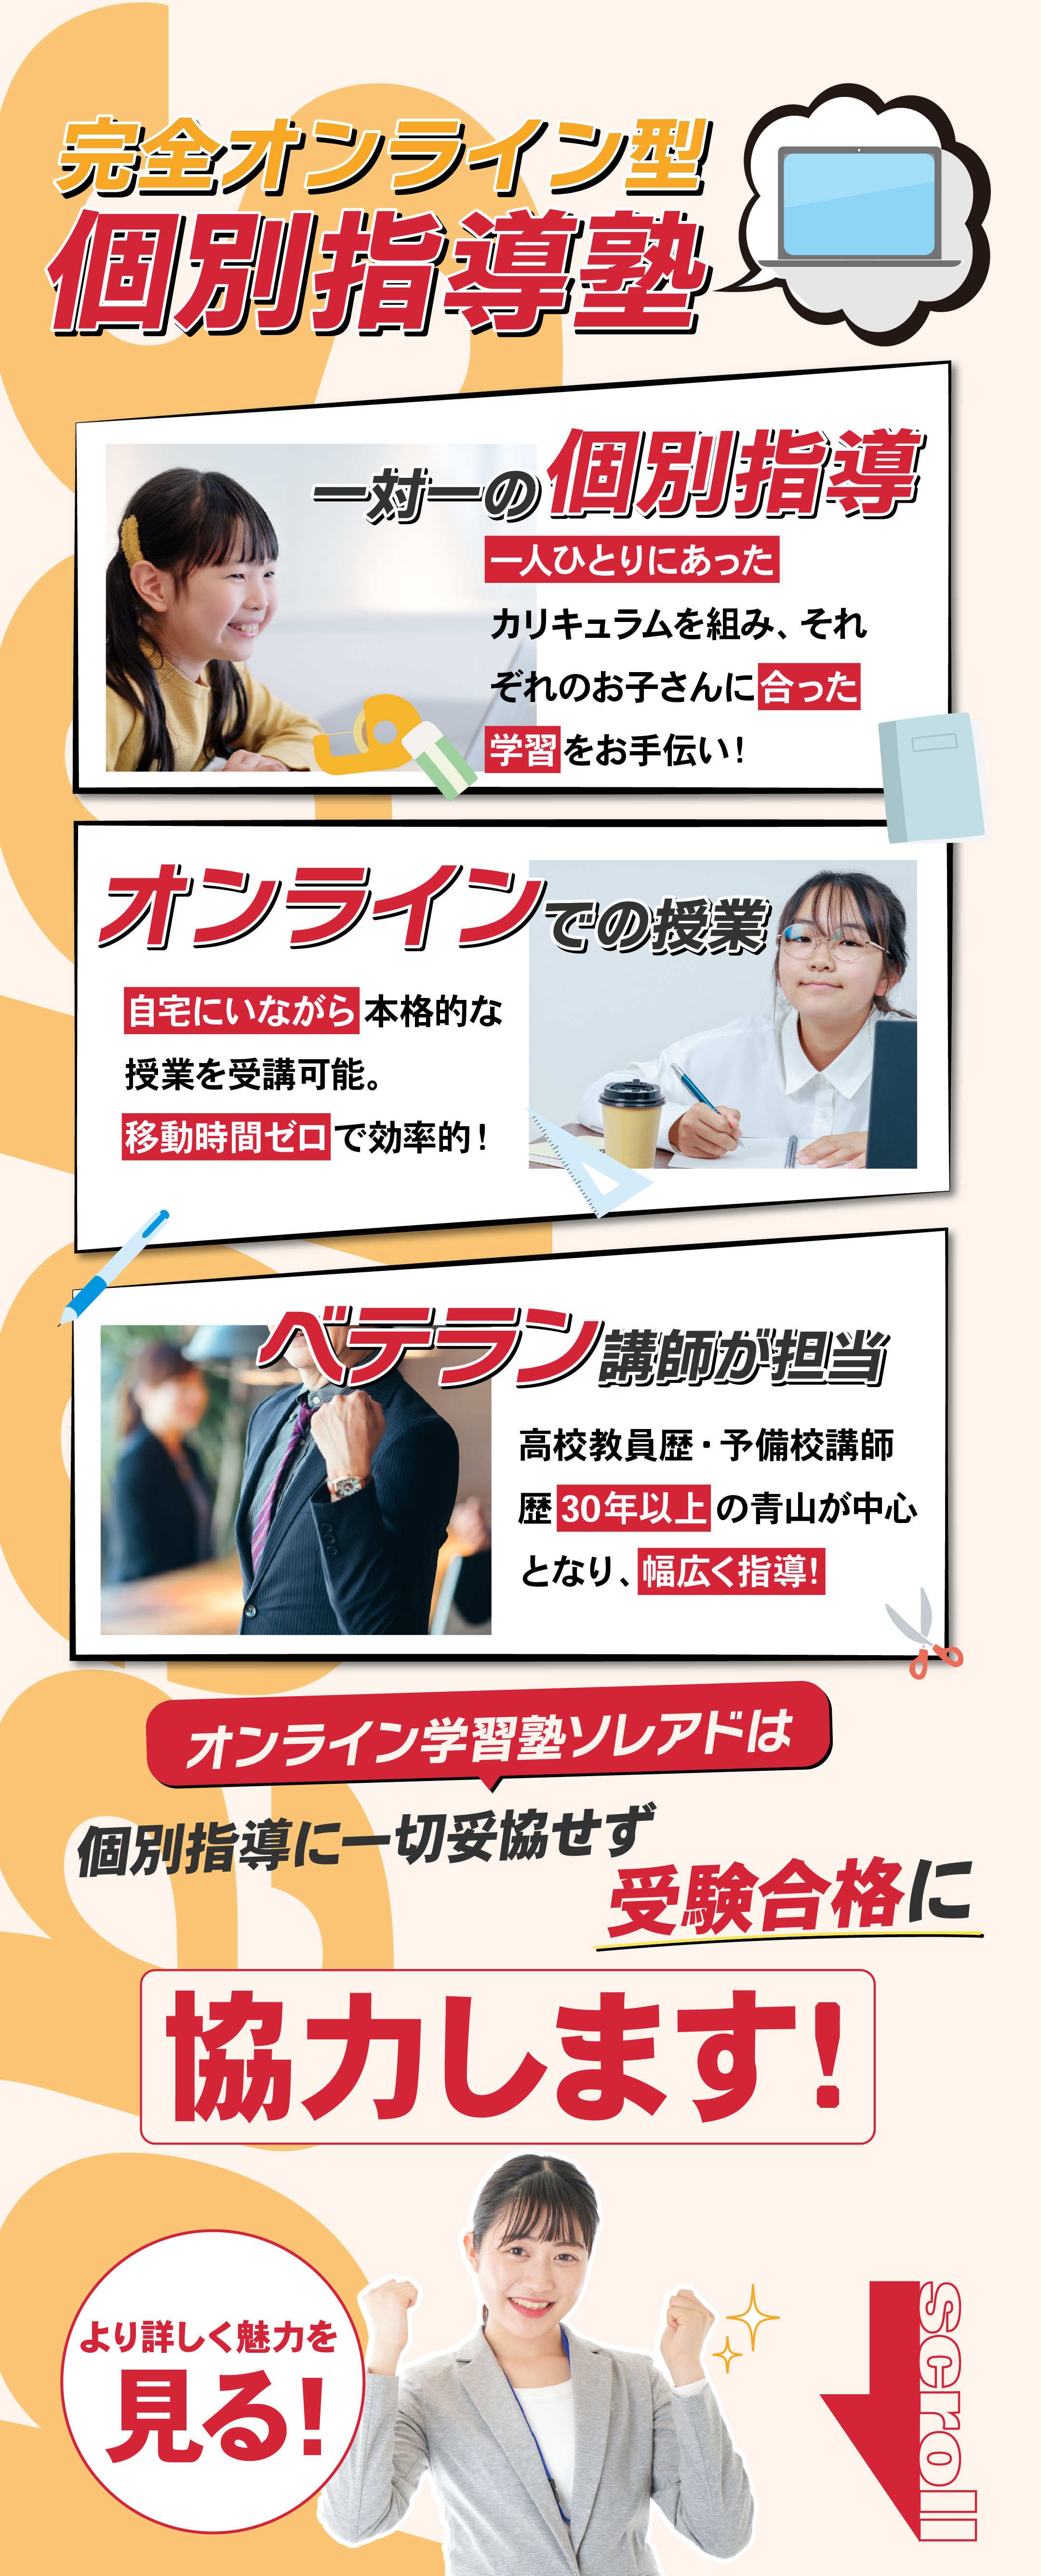 完全オンライン型
個別指導塾
一対一の個別指導
一人ひとりにあった
カリキュラムを組み、それ
ぞれのお子さんに合った
学習をお手伝い！
オンラインでの授業
自宅にいながら本格的な
授業を受講可能。
移動時間ゼロで効率的！
ベテラン講師が担当
高校教員歴・予備校講師
歴30年以上の青山が中心
となり、幅広く指導！
オンライン学習塾ソレアドは
個別指導に一切妥協せず
受験合格に
協力します！
より詳しく魅力を
見る！
scroll